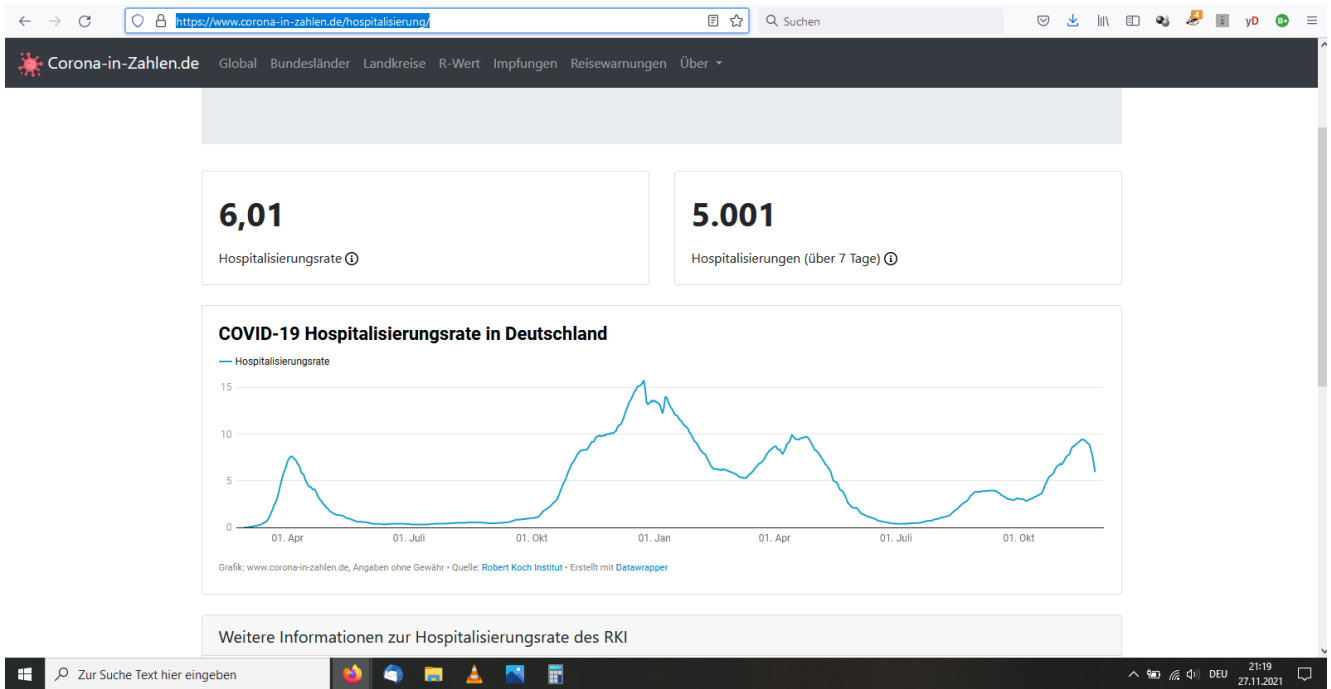 https://www.corona-in-zahlen.de/hospitalisierung/
Suchen
4
yD
Corona-in-Zahlen.de Global Bundesländer Landkreise R-Wert Impfungen Reisewarnungen Über
6,01
Hospitalisierungsrate
5.001
Hospitalisierungen (über 7 Tage)
COVID-19 Hospitalisierungsrate in Deutschland
Hospitalisierungsrate
15
10
5
0
01. Apr 01. Juli 01. Okt 01. Jan 01. Apr 01. Juli 01. Okt
Grafik: www.corona-in-zahlen.de, Angaben ohne Gewähr • Quelle: Robert Koch Institut • Erstellt mit Datawrapper
Weitere Informationen zur Hospitalisierungsrate des RKI
Zur Suche Text hier eingeben
DEU
21:19
27.11.2021